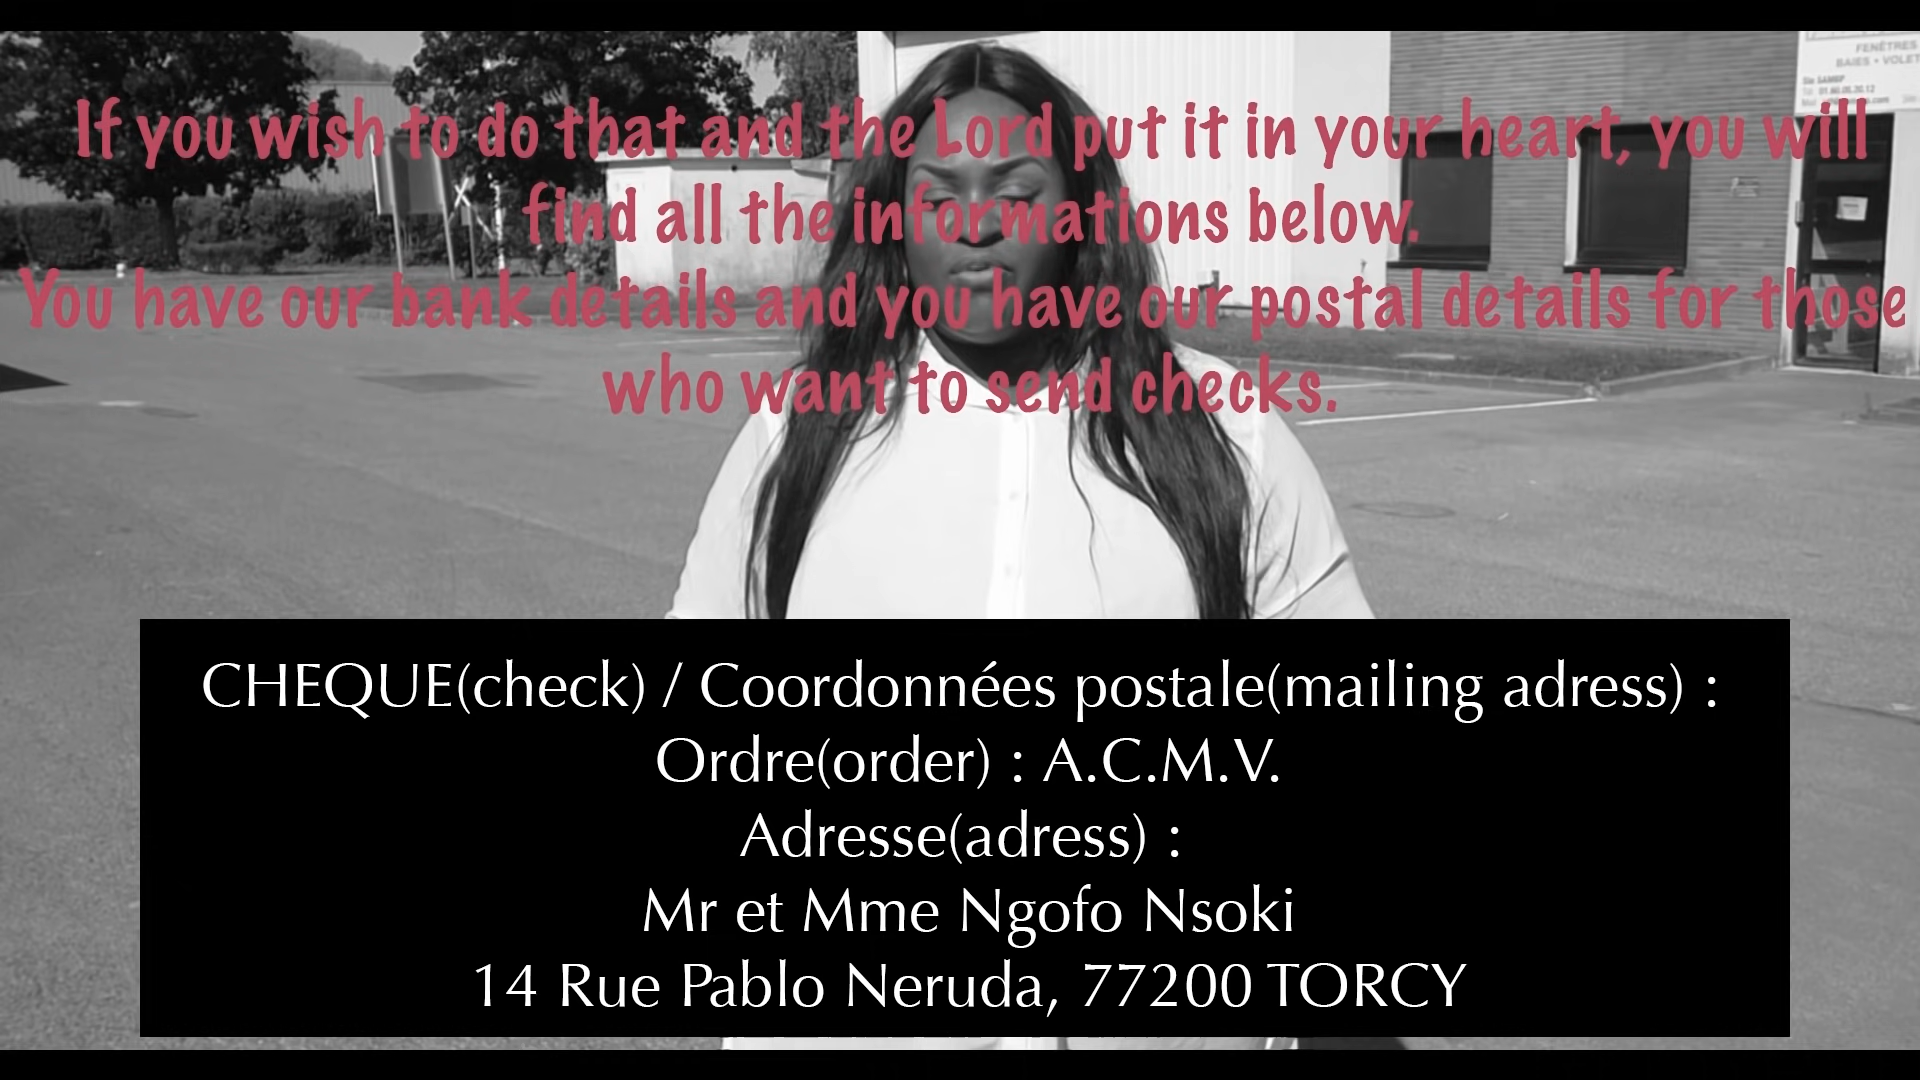 FENÊTRES
BAIES • VOLET
If you wish to do that and the Lord put it in your heart, you will
find all the informations below.
You have our bank details and you have our postal details for those
who want to send checks.
CHEQUE(check) / Coordonnées postale(mailing adress) :
Ordre(order) : A.C.M.V.
Adresse(adress) :
Mr et Mme Ngofo Nsoki
14 Rue Pablo Neruda, 77200 TORCY